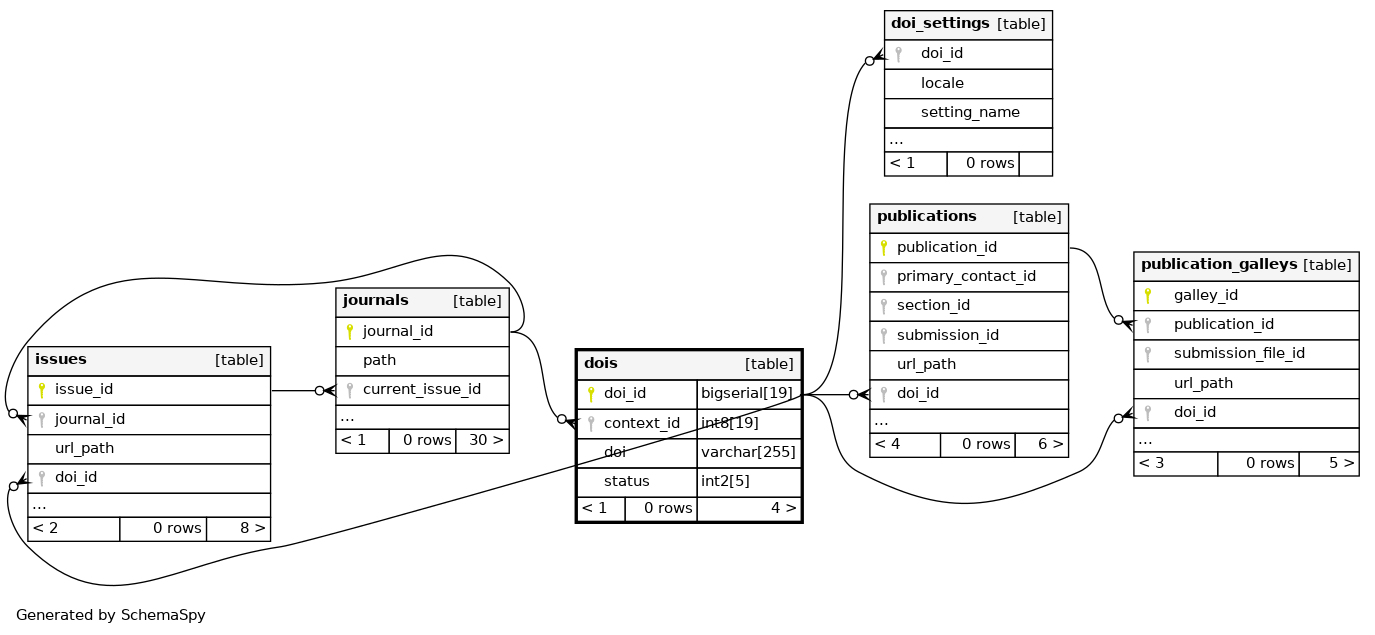 doi_settings [table]
doi_id
locale
setting_name
...
< 1 0 rows
publications [table]
publication_id
primary_contact_id
section_id
submission_id
url_path
doi_id
...
< 4 0 rows 6 >
publication_galleys [table]
galley_id
publication_id
submission_file_id
url_path
doi_id
...
< 3 0 rows 5 >
journals [table]
journal_id
path
current_issue_id
...
< 1 0 rows 30 >
issues [table]
issue_id
journal_id
url_path
doi_id
...
< 2 0 rows 8 >
dois [table]
doi_id bigserial[19]
context_id int8[19]
doi varchar[255]
status int2[5]
< 1 0 rows 4 >
Generated by SchemaSpy